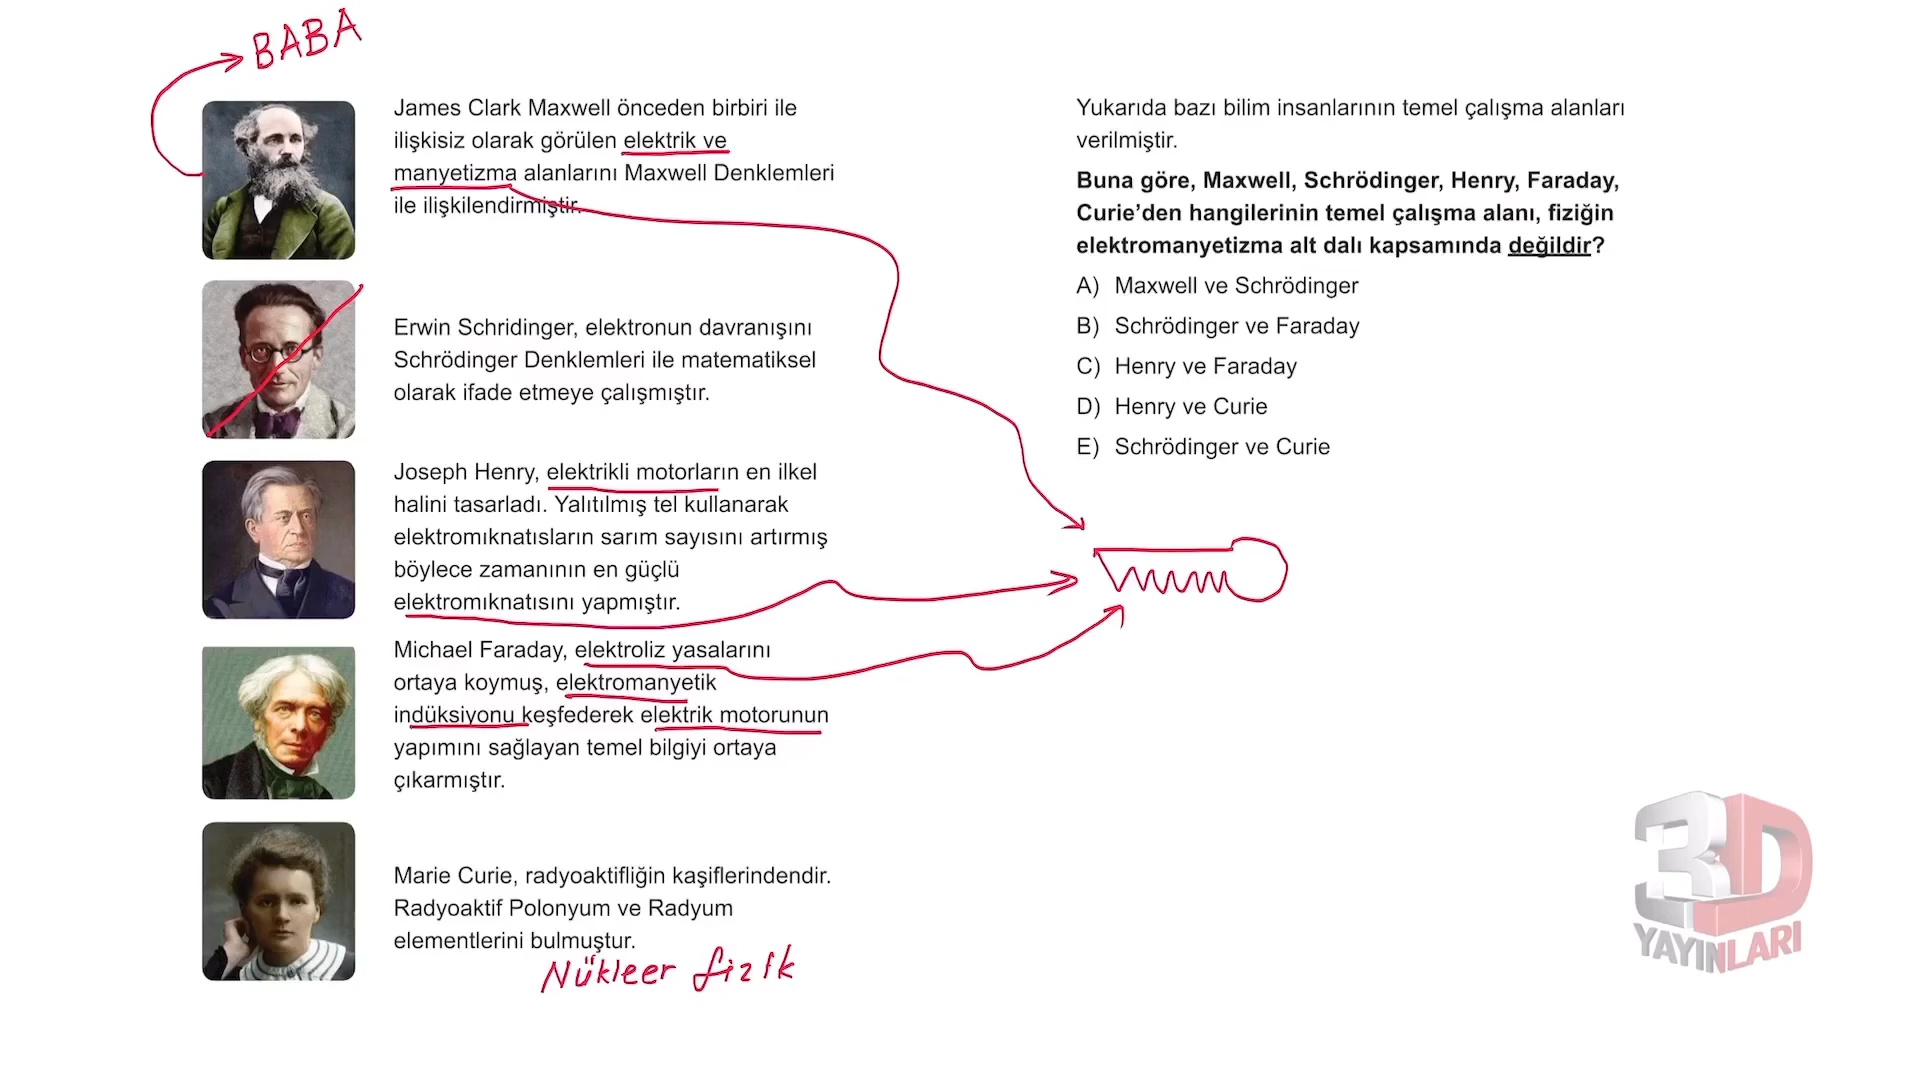 BABA
James Clark Maxwell önceden birbiri ile
ilişkisiz olarak görülen elektrik ve
manyetizma alanlarını Maxwell Denklemleri
ile ilişkilendirmiştir.
Erwin Schridinger, elektronun davranışını
Schrödinger Denklemleri ile matematiksel
olarak ifade etmeye çalışmıştır.
Joseph Henry, elektrikli motorların en ilkel
halini tasarladı. Yalıtılmış tel kullanarak
elektromıknatısların sarım sayısını artırmış
böylece zamanının en güçlü
elektromıknatısını yapmıştır.
Michael Faraday, elektroliz yasalarını
ortaya koymuş, elektromanyetik
indüksiyonu keşfederek elektrik motorunun
yapımını sağlayan temel bilgiyi ortaya
çıkarmıştır.
Marie Curie, radyoaktifliğin kaşiflerindendir.
Radyoaktif Polonyum ve Radyum
elementlerini bulmuştur.
Nükleer fizik
Yukarıda bazı bilim insanlarının temel çalışma alanları
verilmiştir.
Buna göre, Maxwell, Schrödinger, Henry, Faraday,
Curie’den hangilerinin temel çalışma alanı, fiziğin
elektromanyetizma alt dalı kapsamında değildir?
A) Maxwell ve Schrödinger
B) Schrödinger ve Faraday
C) Henry ve Faraday
D) Henry ve Curie
E) Schrödinger ve Curie
3D
YAYINLARI